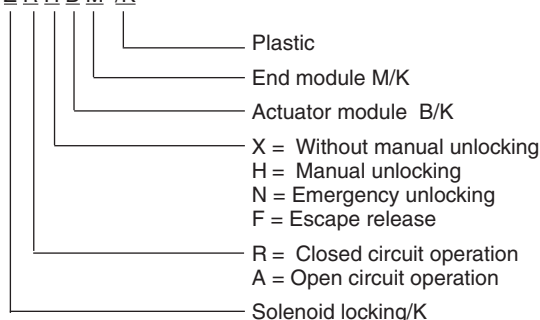 Plastic
End module M/K
Actuator module B/K
X = Without manual unlocking
H = Manual unlocking
N = Emergency unlocking
F = Escape release
R = Closed circuit operation
A = Open circuit operation
Solenoid locking/K